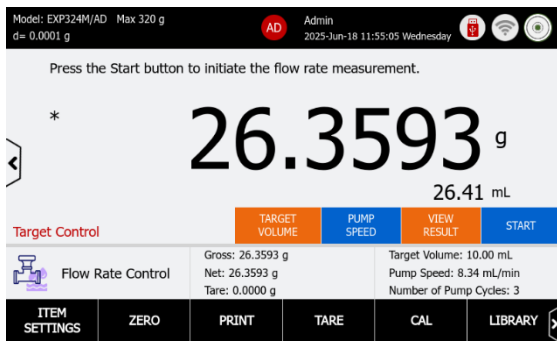 Model: EXP324M/AD Max 320 g
d= 0.0001 g
AD
Admin
2025-Jun-18 11:55:05 Wednesday
Press the Start button to initiate the flow rate measurement.
* 26.3593 g
26.41 mL
Target Control
TARGET VOLUME
PUMP SPEED
VIEW RESULT
START
Flow Rate Control
Gross: 26.3593 g
Net: 26.3593 g
Tare: 0.0000 g
Target Volume: 10.00 mL
Pump Speed: 8.34 mL/min
Number of Pump Cycles: 3
ITEM SETTINGS
ZERO
PRINT
TARE
CAL
LIBRARY